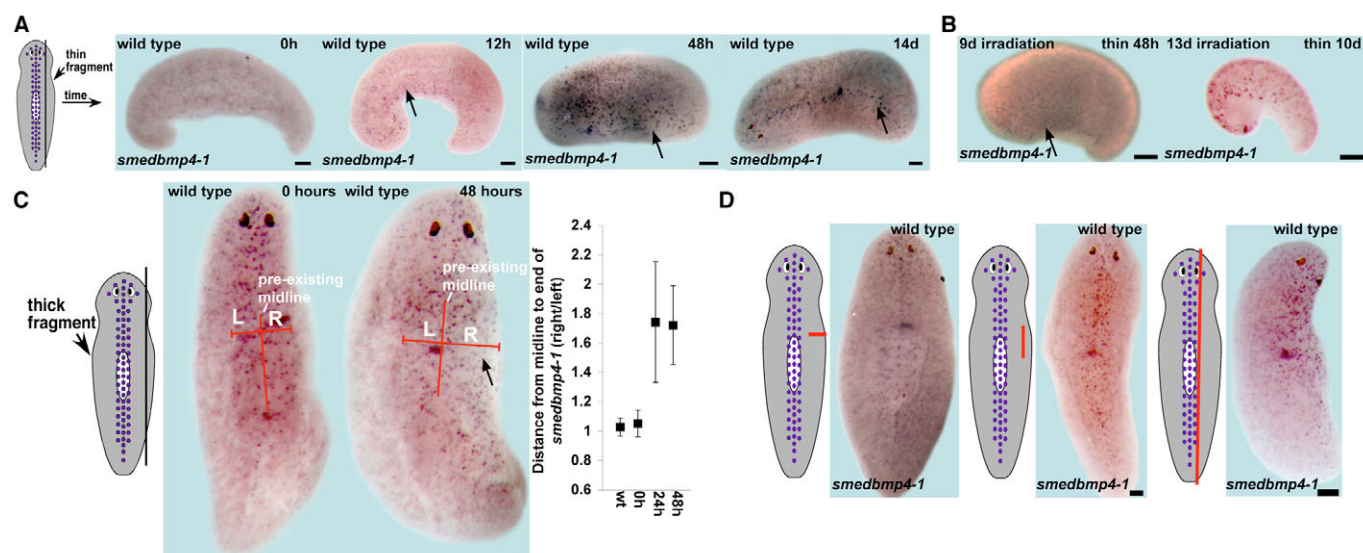 A
thin
fragment
time
wild type 0h
smedbmp4-1
wild type 12h
smedbmp4-1
wild type 48h
smedbmp4-1
wild type 14d
smedbmp4-1
B
9d irradiation thin 48h
smedbmp4-1
13d irradiation thin 10d
smedbmp4-1
C
thick
fragment
wild type 0 hours
pre-existing
midline
L R
wild type 48 hours
pre-existing
midline
L R
Distance from midline to end of
smedbmp4-1 (right/left)
2.4
2.2
2
1.8
1.6
1.4
1.2
1
0.8
0.6
wt
0h
24h
48h
D
wild type
smedbmp4-1
wild type
smedbmp4-1
wild type
smedbmp4-1